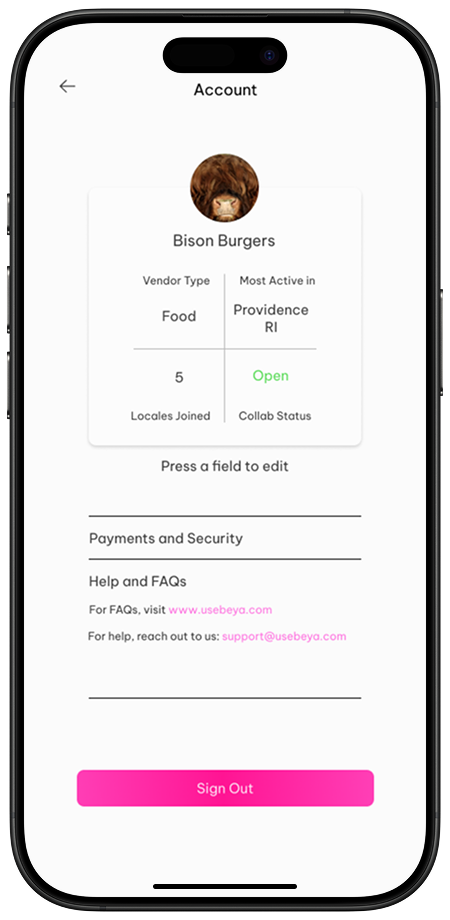 Account
Bison Burgers
Vendor Type
Most Active in
Food
Providence
RI
5
Open
Locales Joined
Collab Status
Press a field to edit
Payments and Security
Help and FAQs
For FAQs, visit www.usebeya.com
For help, reach out to us: support@usebeya.com
Sign Out